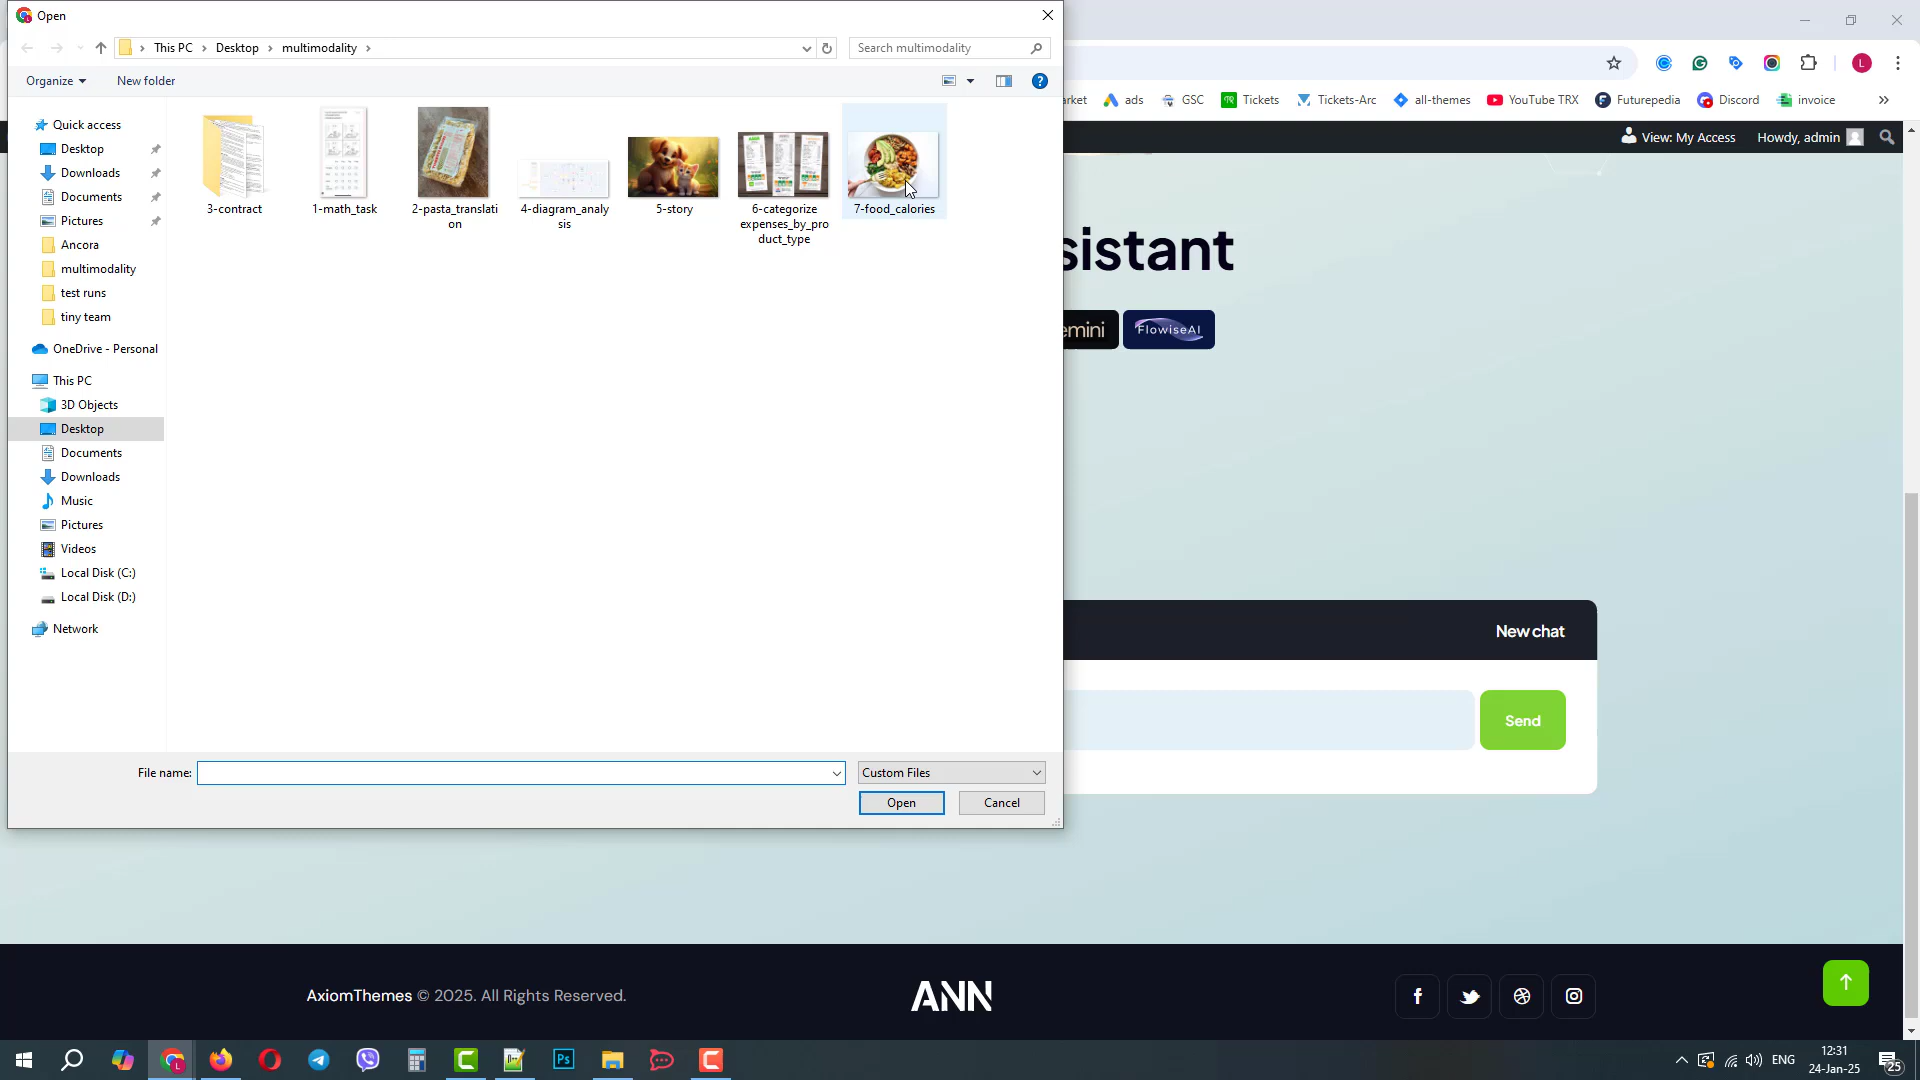 Open
This PC
Desktop
multimodality
Search multimodality
Organize
New folder
Quick access
Desktop
Downloads
Documents
Pictures
Ancora
multimodality
test runs
tiny team
OneDrive - Personal
This PC
3D Objects
Desktop
Documents
Downloads
Music
Pictures
Videos
Local Disk (C:)
Local Disk (D:)
Network
3-contract
1-math_task
2-pasta_translati
on
4-diagram_analy
sis
5-story
6-categorize
expenses_by_pro
duct_type
7-food_calories
File name:
Custom Files
Open
Cancel
arket
ads
GSC
Tickets
Tickets-Arc
all-themes
YouTube TRX
Futurepedia
Discord
invoice
View: My Access
Howdy, admin
sistant
emini
FlowiseAI
New chat
Send
AxiomThemes © 2025. All Rights Reserved.
ANN
ENG
12:31
24-Jan-25
25